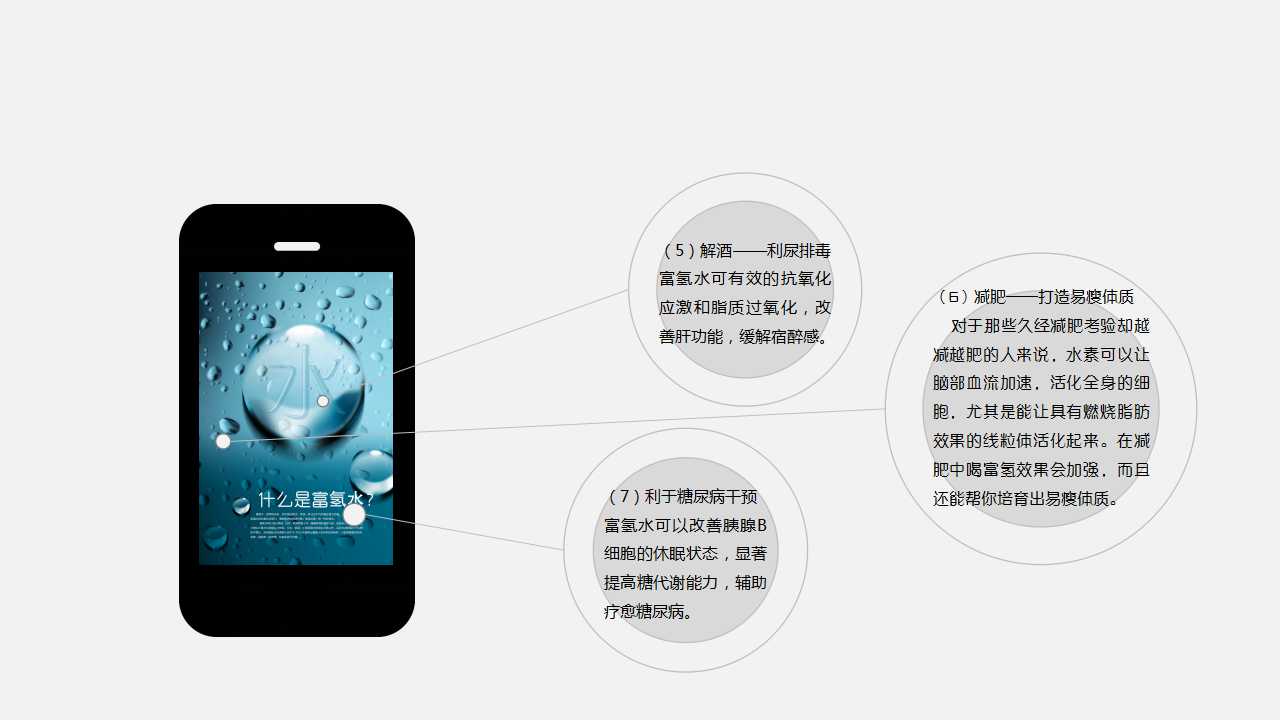 水
什么是富氢水？
（5）解酒——利尿排毒
富氢水可有效的抗氧化
应激和脂质过氧化，改
善肝功能，缓解宿醉感。
（6）减肥——打造易瘦体质
对于那些久经减肥考验却越
减越肥的人来说，水素可以让
脑部血流加速，活化全身的细
胞，尤其是能让具有燃烧脂肪
效果的线粒体活化起来。在减
肥中喝富氢效果会加强，而且
还能帮你打造出易瘦体质。
（7）利于糖尿病干预
富氢水可以改善胰腺B
细胞的休眠状态，显著
提高糖代谢能力，辅助
疗愈糖尿病。